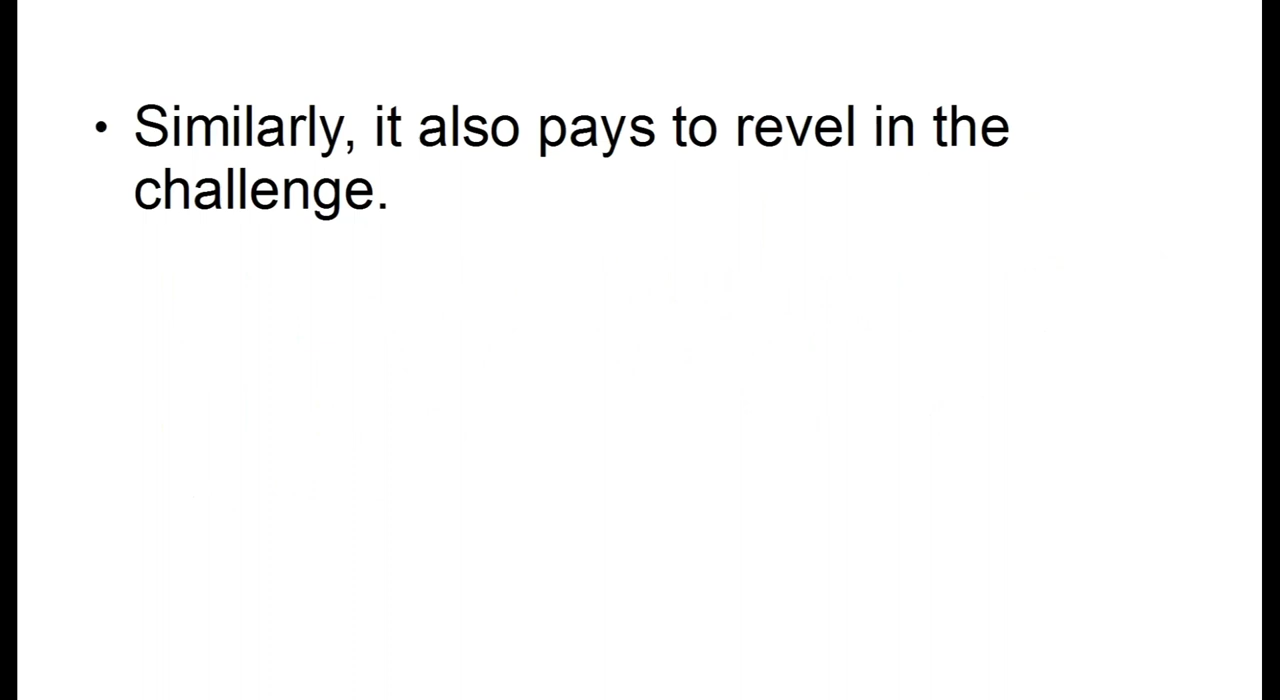 • Similarly, it also pays to revel in the
challenge.